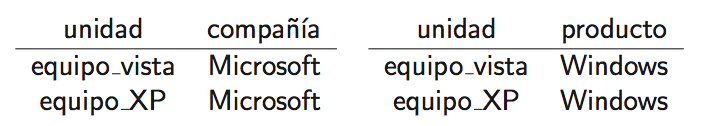 unidad compañía unidad producto
equipo_vista Microsoft equipo_vista Windows
equipo_XP Microsoft equipo_XP Windows